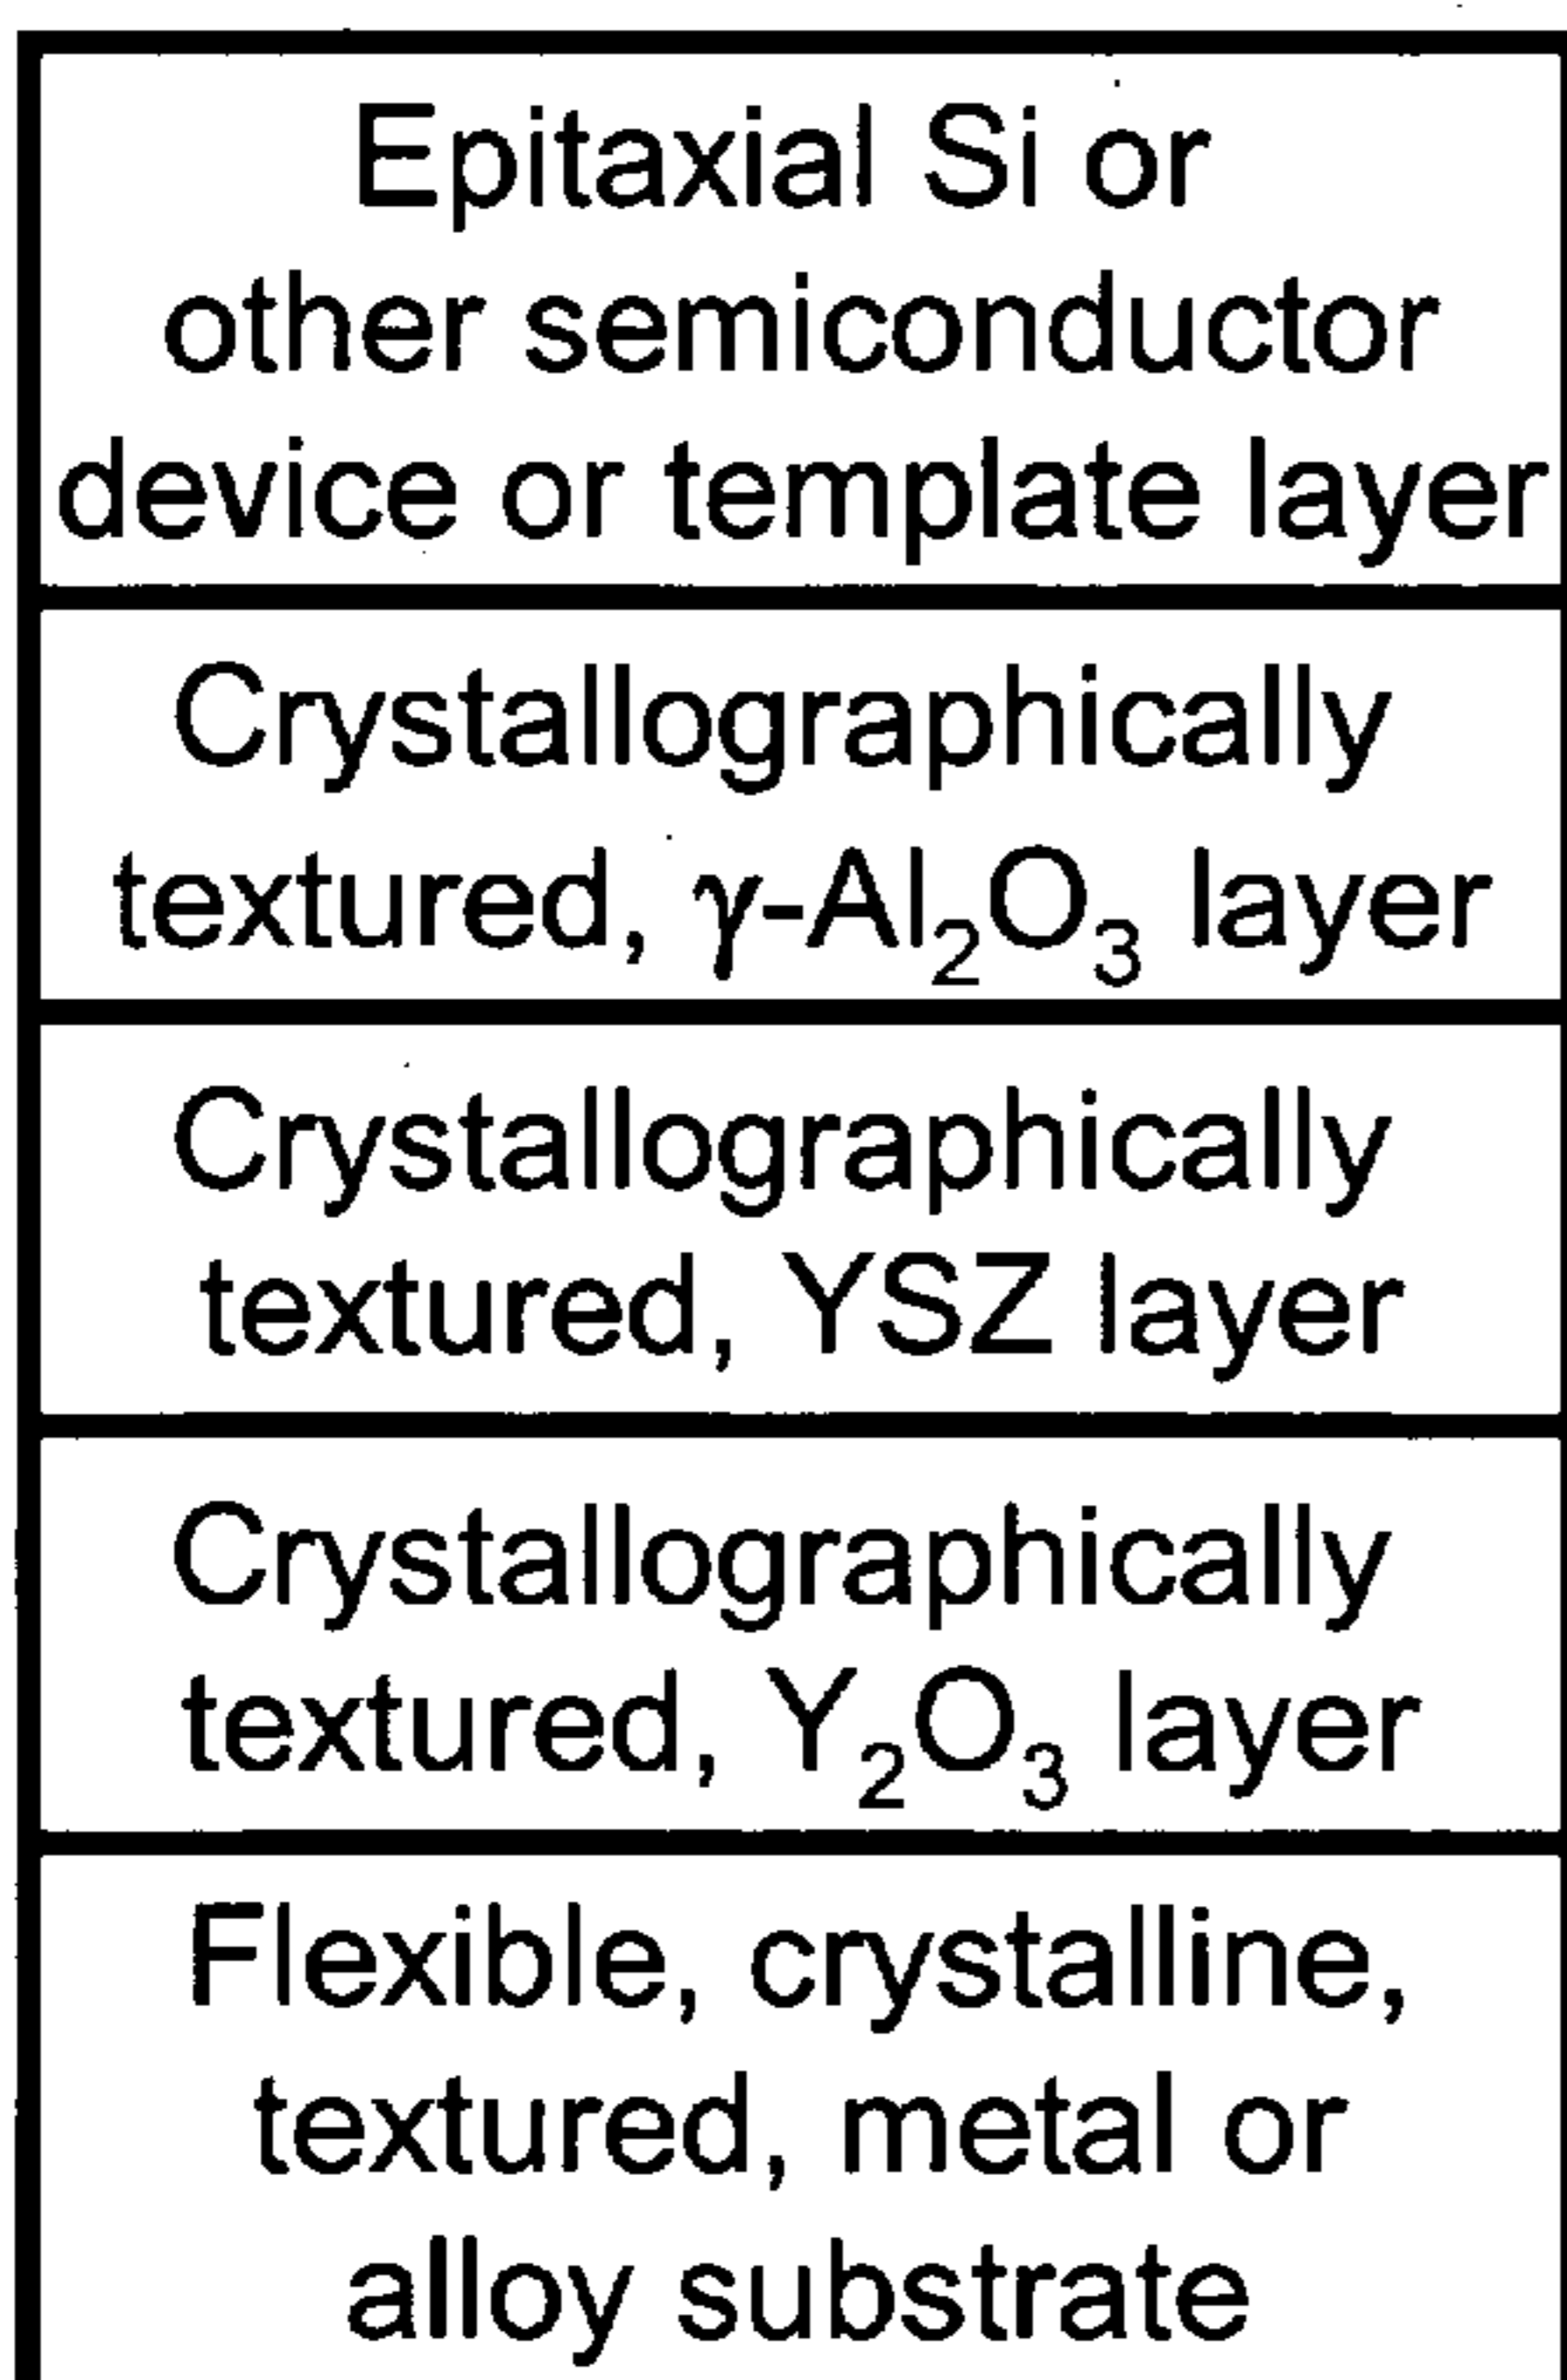 Epitaxial Si or
other semiconductor
device or template layer
Crystallographically
textured, γ-Al₂O₃ layer
Crystallographically
textured, YSZ layer
Crystallographically
textured, Y₂O₃ layer
Flexible, crystalline,
textured, metal or
alloy substrate